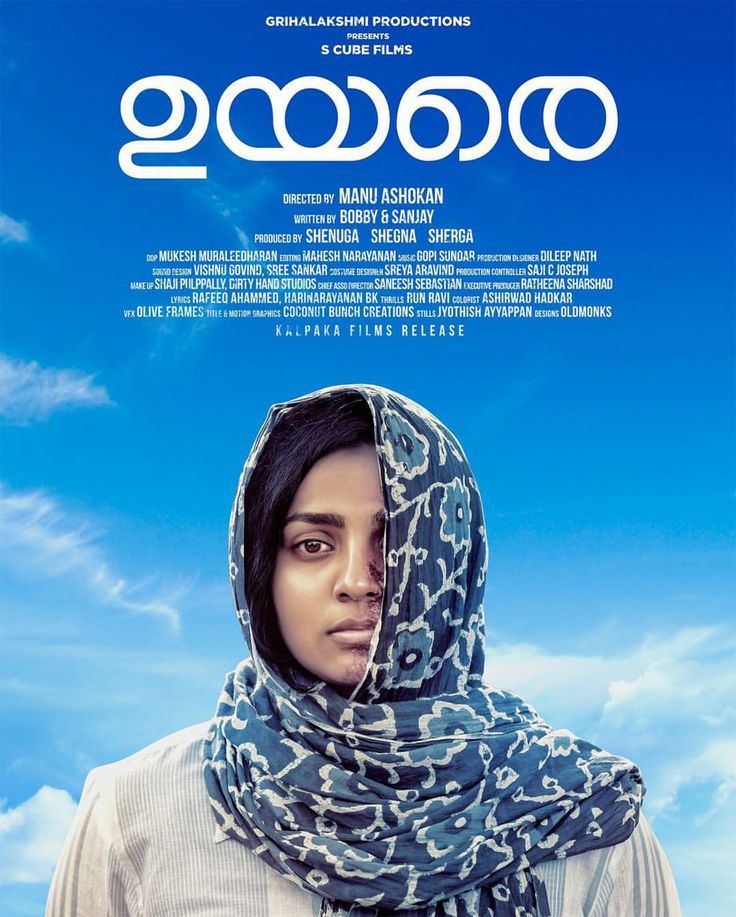 GRIHALAKSHMI PRODUCTIONS
PRESENTS
S CUBE FILMS
ഉയരെ
DIRECTED BY MANU ASHOKAN
WRITTEN BY BOBBY & SANJAY
PRODUCED BY SHENUGA SHEGNA SHERGA
DOP MUKESH MURALEEDHARAN EDITING MAHESH NARAYANAN MUSIC GOPI SUNDAR PRODUCTION DESIGNER DILEEP NATH
SOUND DESIGN VISHNU GOVIND, SREE SANKAR COSTUME DESIGNER SREYA ARAVIND PRODUCTION CONTROLLER SAJI C JOSEPH
MAKE UP SHAJI PULPPALLY, DIRTY HAND STUDIOS CHIEF ASSO DIRECTOR SANEESH SEBASTIAN EXECUTIVE PRODUCER RATHEENA SHARSHAD
LYRICS RAFEEQ AHAMMED, HARINARAYANAN BK THRILLS RUN RAVI COLORIST ASHIRWAD HADKAR
VFX OLIVE FRAMES TITLE & MOTION GRAPHICS COCONUT BUNCH CREATIONS STILLS JYOTHISH AYYAPPAN DESIGNS OLDMONKS
KALPAKA FILMS RELEASE